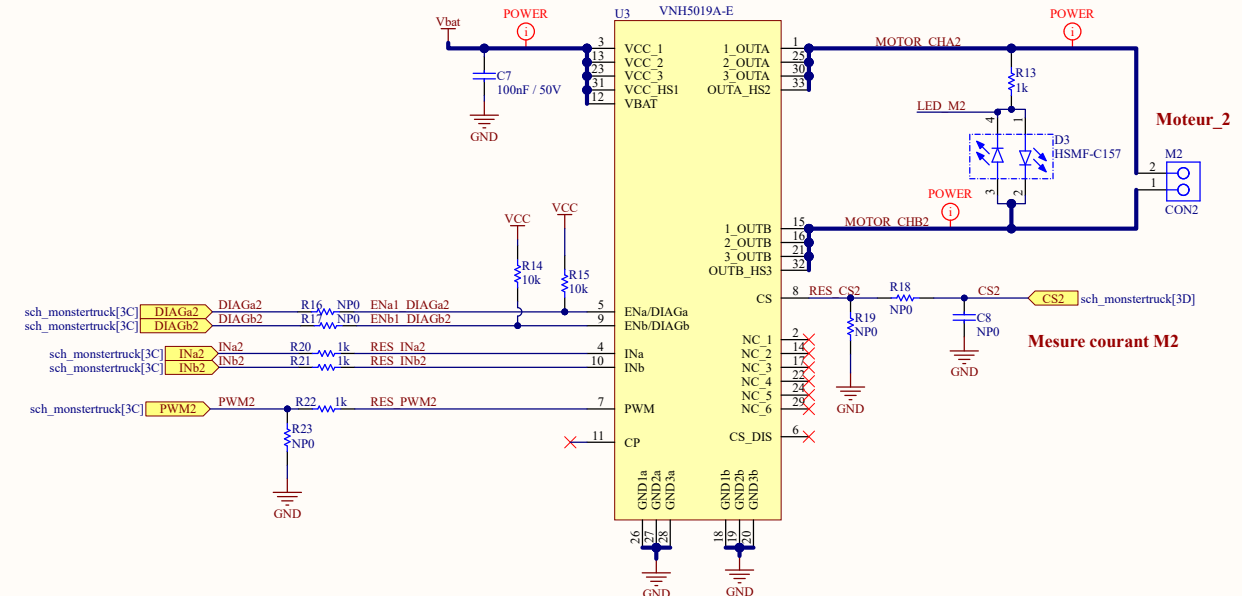 U3 VNH5019A-E
Vbat
POWER
i
POWER
i
3 VCC_1
13 VCC_2
23 VCC_3
31 VCC_HS1
12 VBAT
1_OUTA 1
2_OUTA 25
3_OUTA 30
OUTA_HS2 33
MOTOR_CHA2
C7
100nF / 50V
GND
R13
1k
LED_M2
4 1
D3
HSMF-C157
3 2
Moteur_2
M2
2
1
CON2
POWER
i
MOTOR_CHB2
1_OUTB 15
2_OUTB 16
3_OUTB 21
OUTB_HS3 32
VCC
VCC
R14
10k
R15
10k
CS 8 RES_CS2 R18 CS2 CS2 sch_monstertruck[3D]
NP0
R19
NP0
C8
NP0
GND
GND
Mesure courant M2
sch_monstertruck[3C] DIAGa2 DIAGa2 R16 NP0 ENa1_DIAGa2 5 ENa/DIAGa
sch_monstertruck[3C] DIAGb2 DIAGb2 R17 NP0 ENb1_DIAGb2 9 ENb/DIAGb
sch_monstertruck[3C] INa2 INa2 R20 1k RES_INa2 4 INa
sch_monstertruck[3C] INb2 INb2 R21 1k RES_INb2 10 INb
sch_monstertruck[3C] PWM2 PWM2 R22 1k RES_PWM2 7 PWM
R23
NP0
GND
11 CP
NC_1 2
NC_2 14
NC_3 17
NC_4 22
NC_5 24
NC_6 29
CS_DIS 6
GND1a GND2a GND3a
26 27 28
GND
GND1b GND2b GND3b
18 19 20
GND